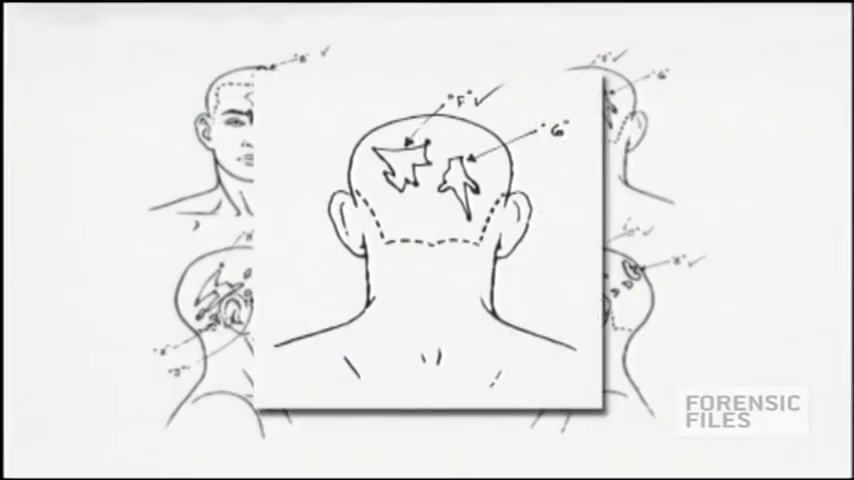 "B" ✓
"F" ✓
"G"
"G"
"J"
"B" ✓
FORENSIC
FILES